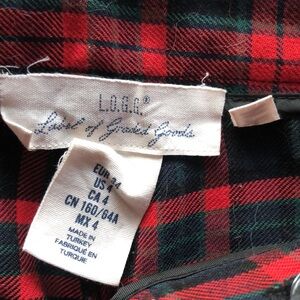 L.O.G.G.®
Label of Graded Goods
EUR 34
US 4
CA 4
CN 160/64A
MX 4
MADE IN
TURKEY
FABRIQUÉ EN
TURQUIE